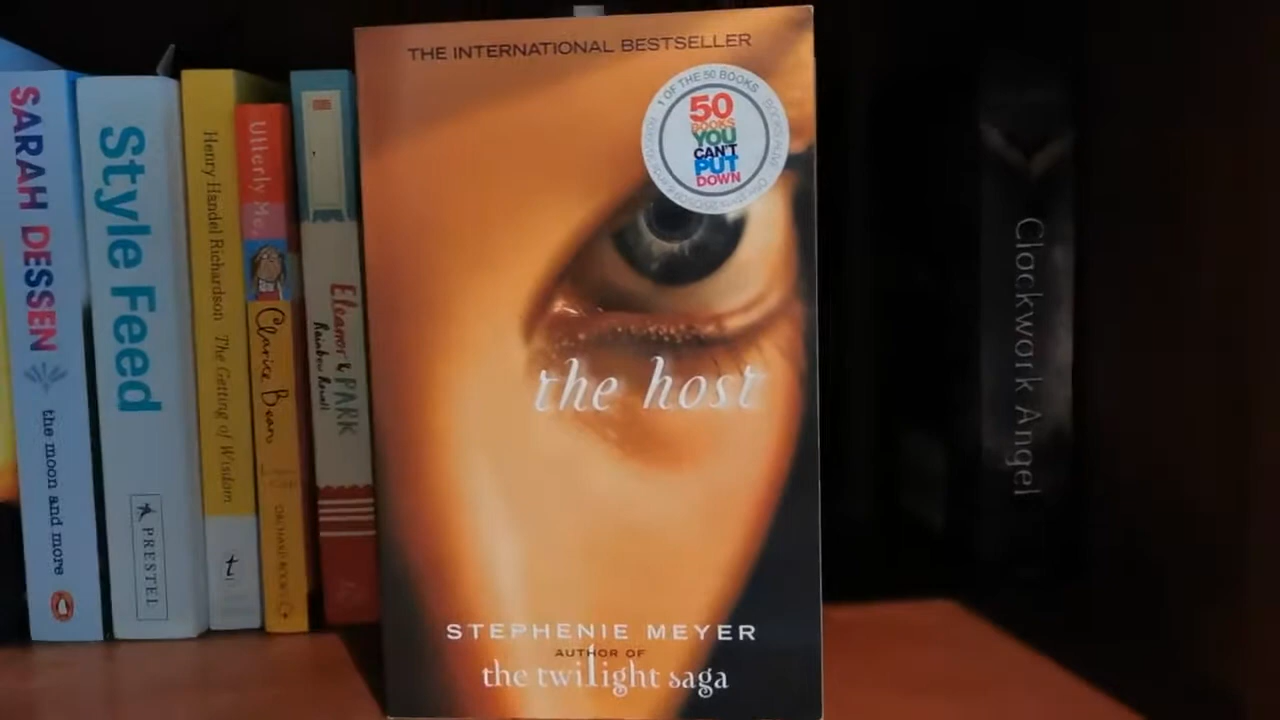 SARAH DESSEN
the moon and more
Style Feed
PRESTEL
Henry Handel Richardson
The Getting of Wisdom
t
Utterly Me,
Clarice Bean
ORCHARD BOOKS
Eleanor & PARK
Rainbow Rowell
THE INTERNATIONAL BESTSELLER
1 OF THE 50 BOOKS
50
BOOKS
YOU
CAN'T
PUT
DOWN
the host
STEPHENIE MEYER
AUTHOR OF
the twilight saga
Clockwork Angel